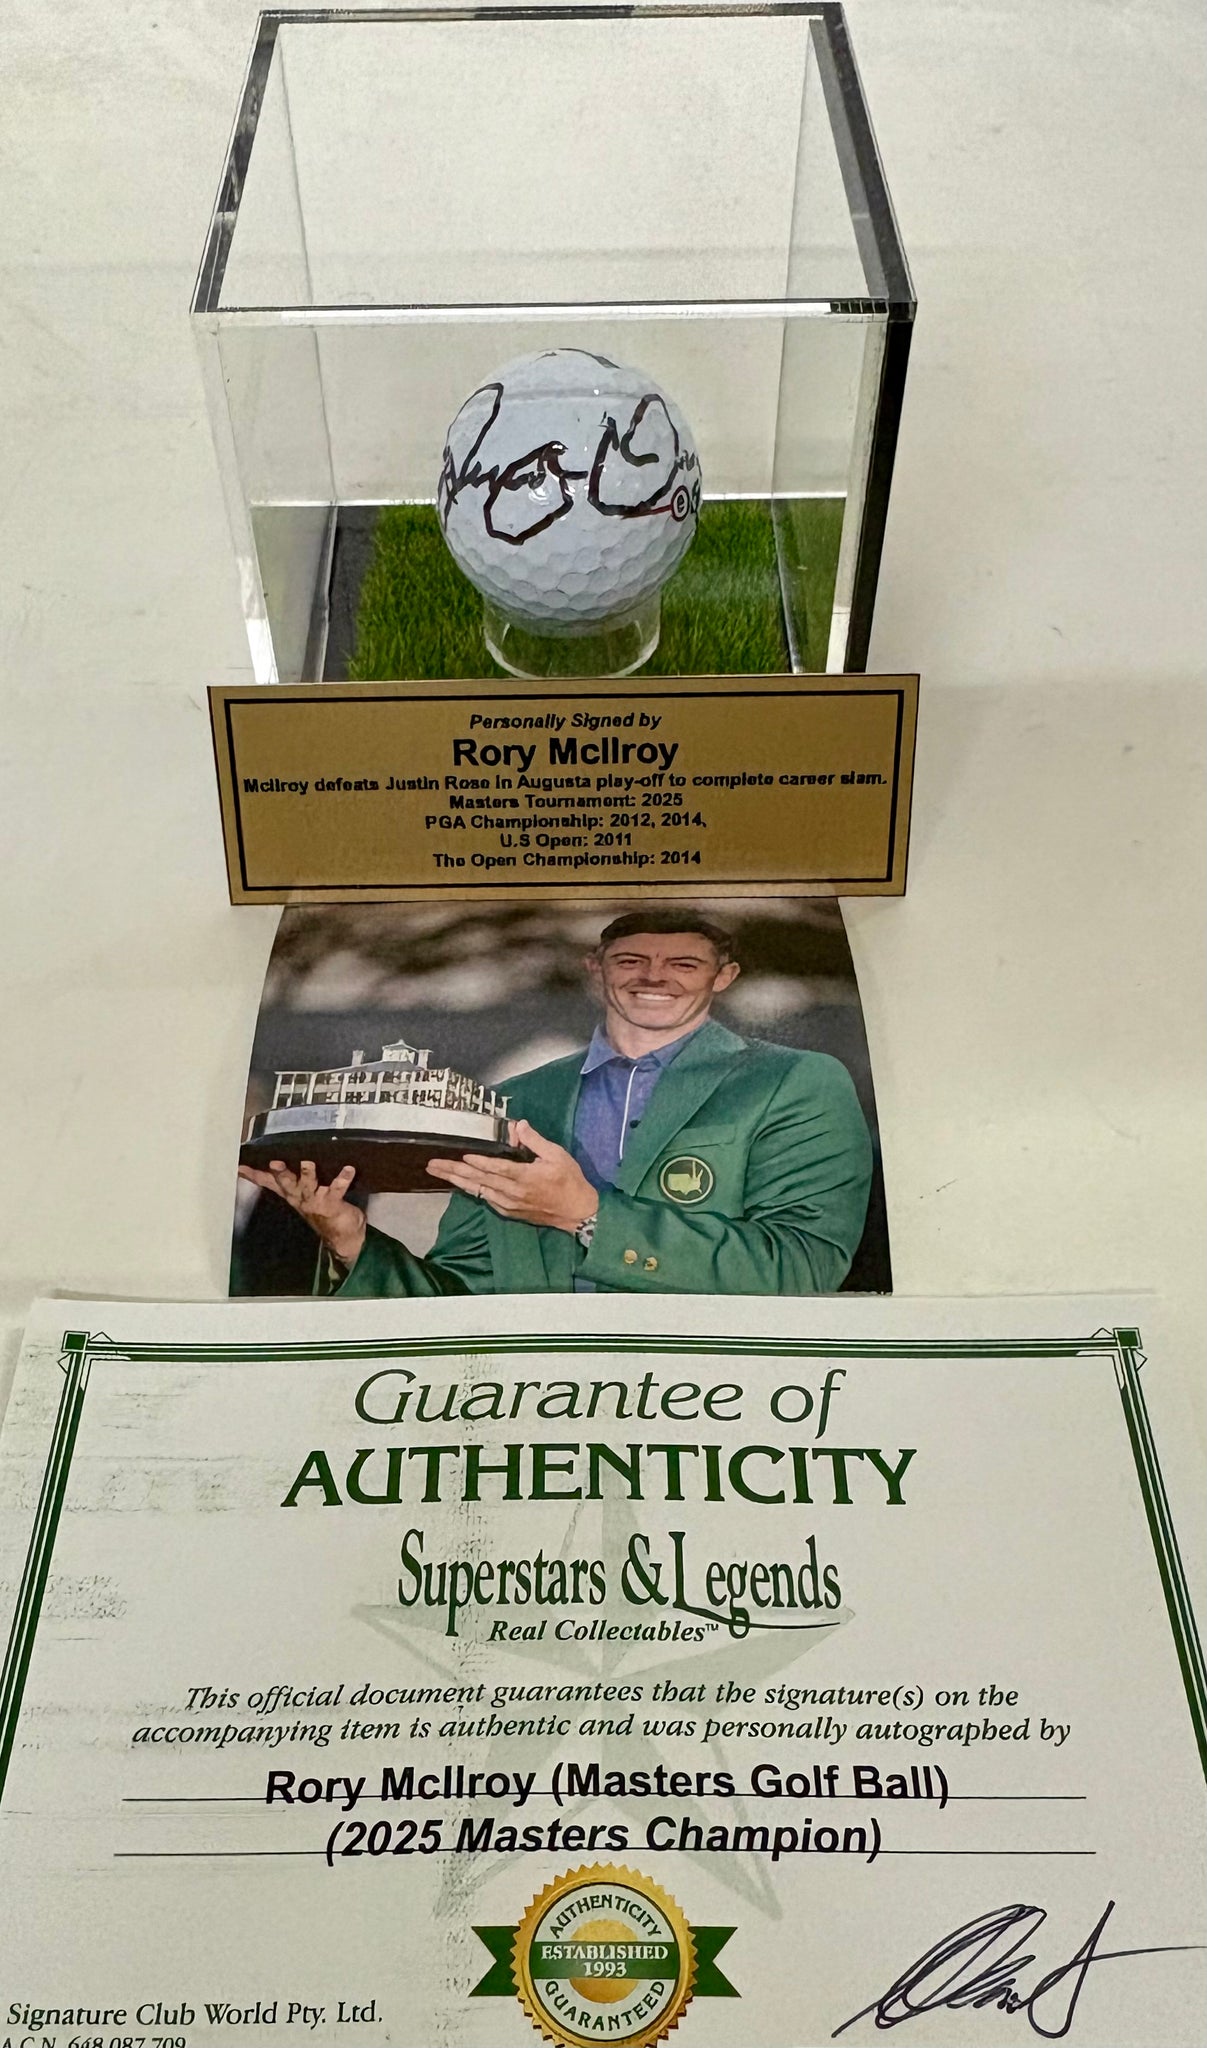 Personally Signed by
Rory McIlroy
McIlroy defeats Justin Rose in Augusta play-off to complete career slam.
Masters Tournament: 2025
PGA Championship: 2012, 2014,
U.S Open: 2011
The Open Championship: 2014
Guarantee of
AUTHENTICITY
Superstars & Legends
Real Collectables™
This official document guarantees that the signature(s) on the
accompanying item is authentic and was personally autographed by
Rory McIlroy (Masters Golf Ball)
(2025 Masters Champion)
AUTHENTICITY
ESTABLISHED
1993
GUARANTEED
Signature Club World Pty. Ltd.
A.C.N. 648 087 709